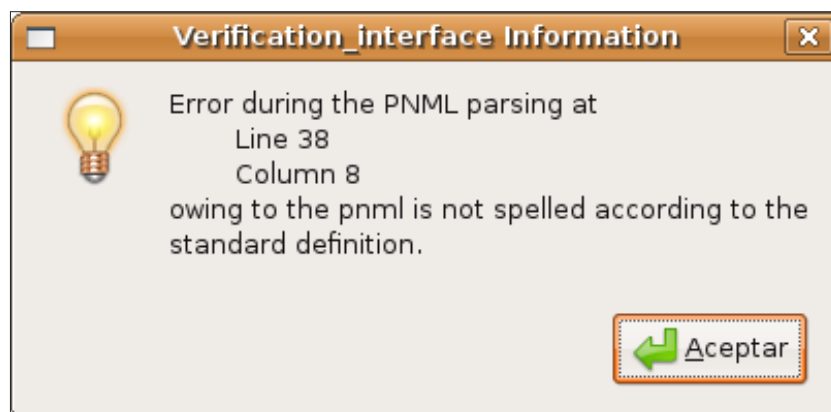 Verification_interface Information
Error during the PNML parsing at
Line 38
Column 8
owing to the pnml is not spelled according to the
standard definition.
Aceptar